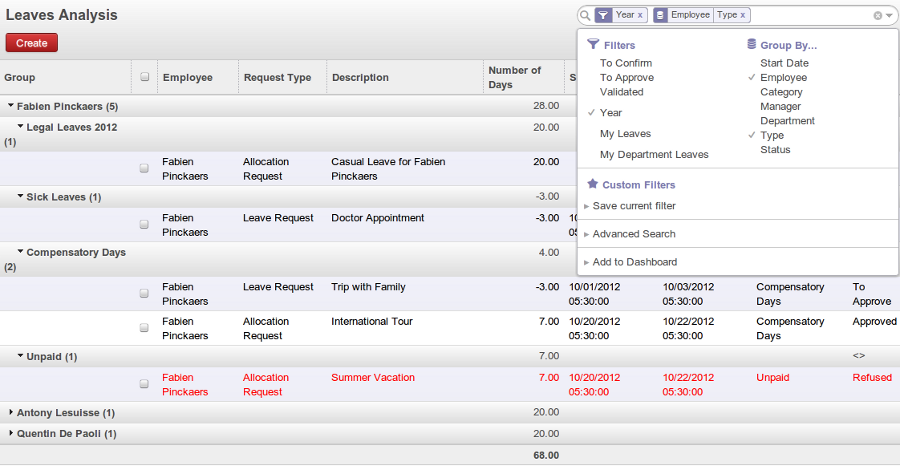 Leaves Analysis
Year x Employee Type x
Create
Filters
Group By...
To Confirm
Start Date
To Approve
Employee
Validated
Category
Manager
Year
Department
My Leaves
Type
Status
My Department Leaves
Custom Filters
Save current filter
Advanced Search
Add to Dashboard
Group Employee Request Type Description Number of Days S
Fabien Pinckaers (5) 28.00
Legal Leaves 2012 20.00
(1)
Fabien Allocation Casual Leave for Fabien 20.00
Pinckaers Request Pinckaers
Sick Leaves (1) -3.00
Fabien Leave Request Doctor Appointment -3.00 10
Pinckaers 05
Compensatory Days 4.00
(2)
Fabien Leave Request Trip with Family -3.00 10/01/2012 10/03/2012 Compensatory To
Pinckaers 05:30:00 05:30:00 Days Approve
Fabien Allocation International Tour 7.00 10/20/2012 10/22/2012 Compensatory Approved
Pinckaers Request 05:30:00 05:30:00 Days
Unpaid (1) 7.00 <>
Fabien Allocation Summer Vacation 7.00 10/20/2012 10/22/2012 Unpaid Refused
Pinckaers Request 05:30:00 05:30:00
Antony Lesuisse (1) 20.00
Quentin De Paoli (1) 20.00
68.00